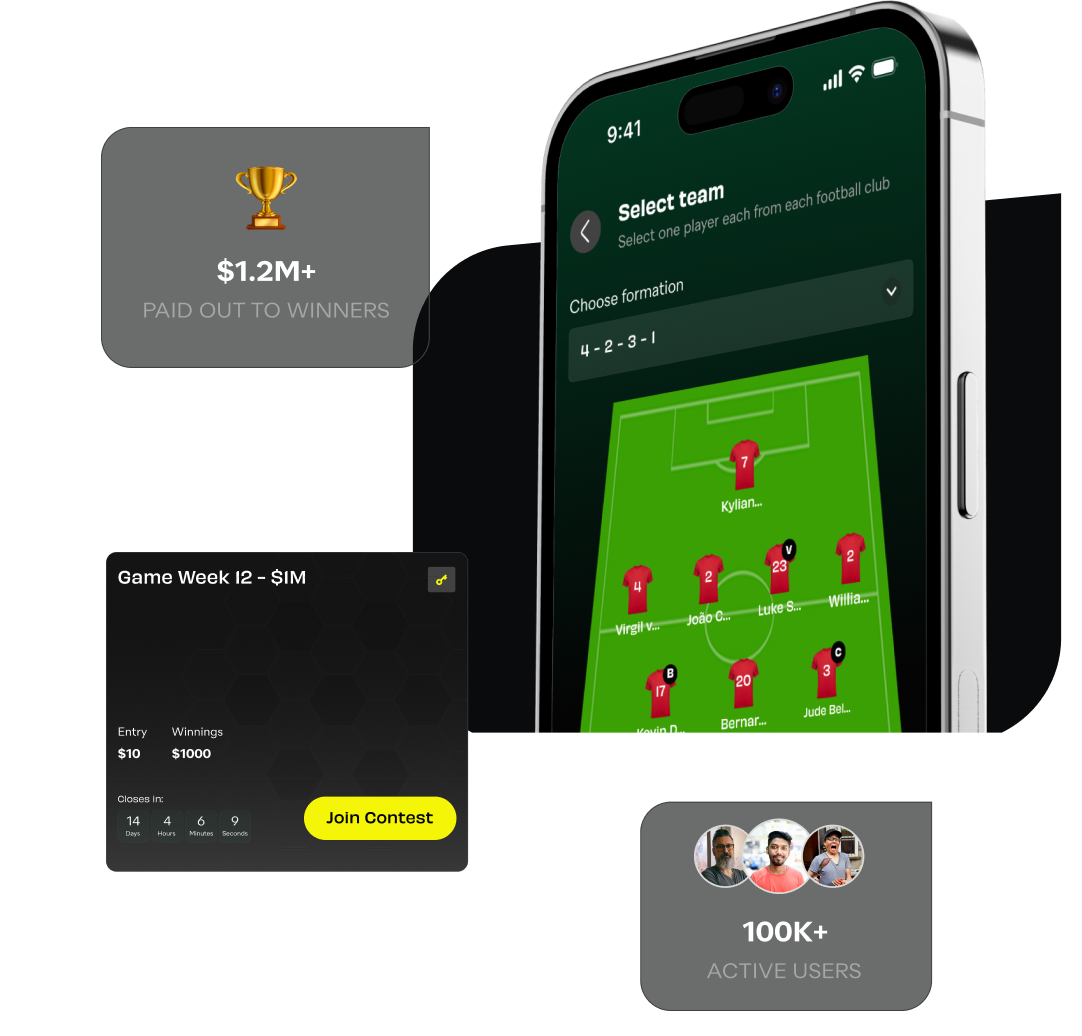 9:41
Select team
Select one player each from each football club
Choose formation
4 - 2 - 3 - 1
7
Kylian...
4
Virgil v...
2
João C...
23
V
Luke S...
2
Willia...
17
B
Kevin D...
20
Bernar...
3
C
Jude Bel...
$1.2M+
PAID OUT TO WINNERS
Game Week 12 - $1M
Entry
Winnings
$10
$1000
Closes in:
14
4
6
9
Days
Hours
Minutes
Seconds
Join Contest
100K+
ACTIVE USERS